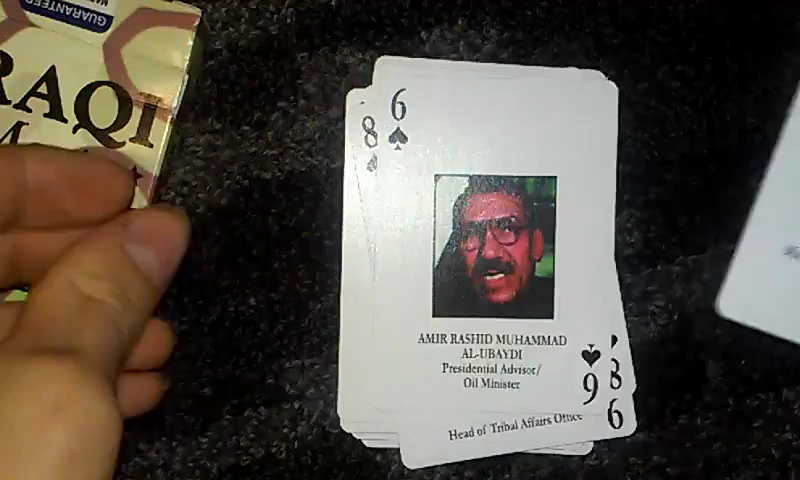 GUARANTEED
RAQI
6
8
AMIR RASHID MUHAMMAD
AL-UBAYDI
Presidential Advisor/
Oil Minister
6
8
Head of Tribal Affairs Office
6